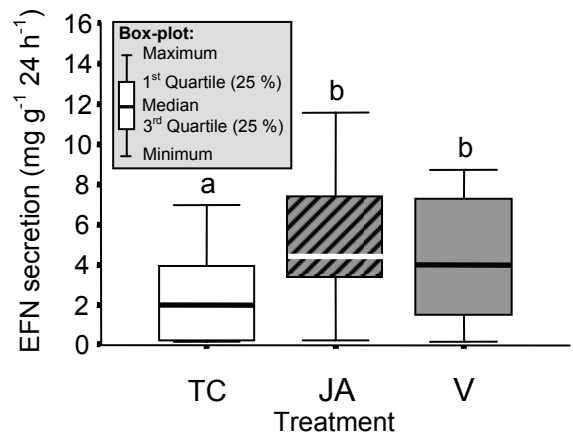 EFN secretion (mg g⁻¹ 24 h⁻¹)
16
14
12
10
8
6
4
2
0
Box-plot:
Maximum
1st Quartile (25 %)
Median
3rd Quartile (25 %)
Minimum
a
b
b
TC
JA
V
Treatment